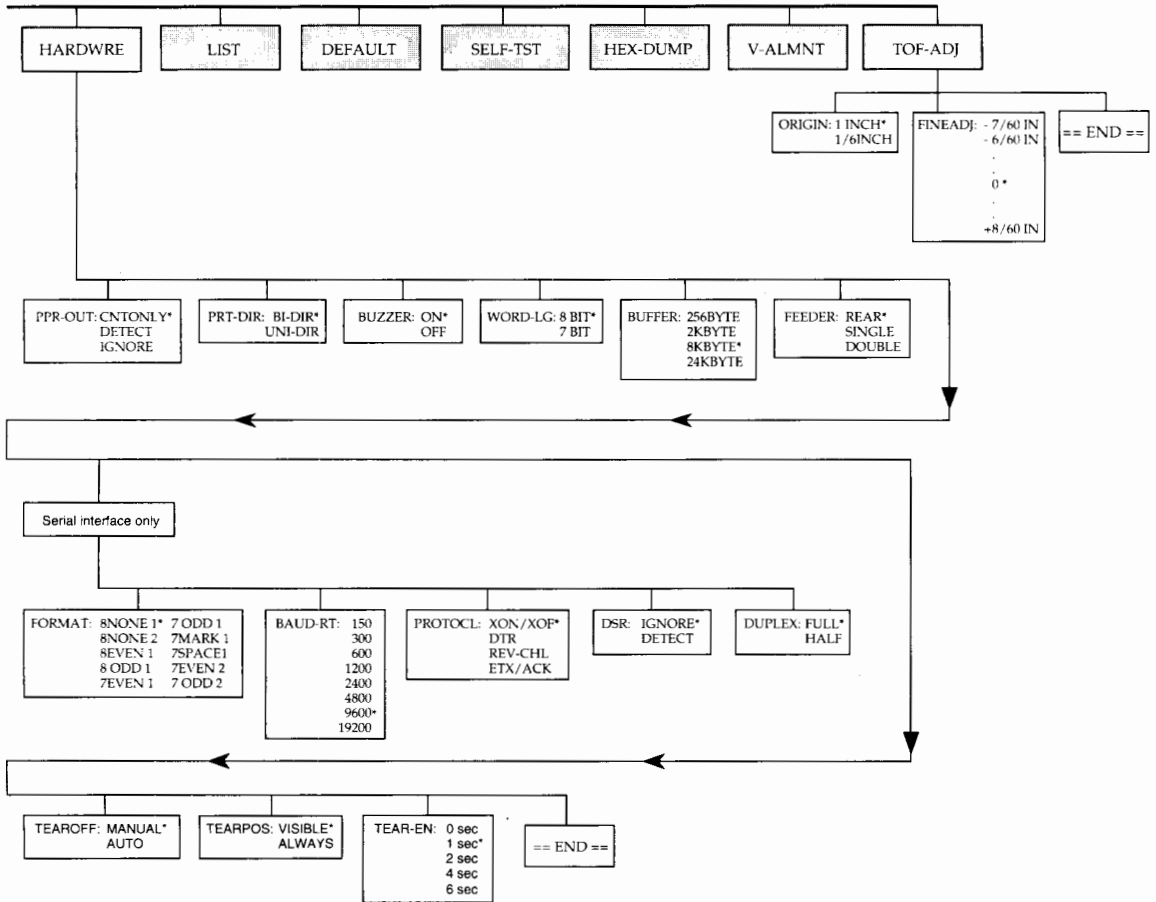 HARDWRE
LIST
DEFAULT
SELF-TST
HEX-DUMP
V-ALMNT
TOF-ADJ
ORIGIN: 1 INCH*
1/6INCH
FINEADJ: - 7/60 IN
- 6/60 IN
.
.
0 *
.
.
+8/60 IN
== END ==
PPR-OUT: CNTONLY*
DETECT
IGNORE
PRT-DIR: BI-DIR*
UNI-DIR
BUZZER: ON*
OFF
WORD-LG: 8 BIT*
7 BIT
BUFFER: 256BYTE
2KBYTE
8KBYTE*
24KBYTE
FEEDER: REAR*
SINGLE
DOUBLE
Serial interface only
FORMAT: 8NONE 1* 7 ODD 1
8NONE 2 7MARK 1
8EVEN 1 7SPACE1
8 ODD 1 7EVEN 2
7EVEN 1 7 ODD 2
BAUD-RT: 150
300
600
1200
2400
4800
9600*
19200
PROTOCL: XON/XOF*
DTR
REV-CHL
ETX/ACK
DSR: IGNORE*
DETECT
DUPLEX: FULL*
HALF
TEAROFF: MANUAL*
AUTO
TEARPOS: VISIBLE*
ALWAYS
TEAR-EN: 0 sec
1 sec*
2 sec
4 sec
6 sec
== END ==